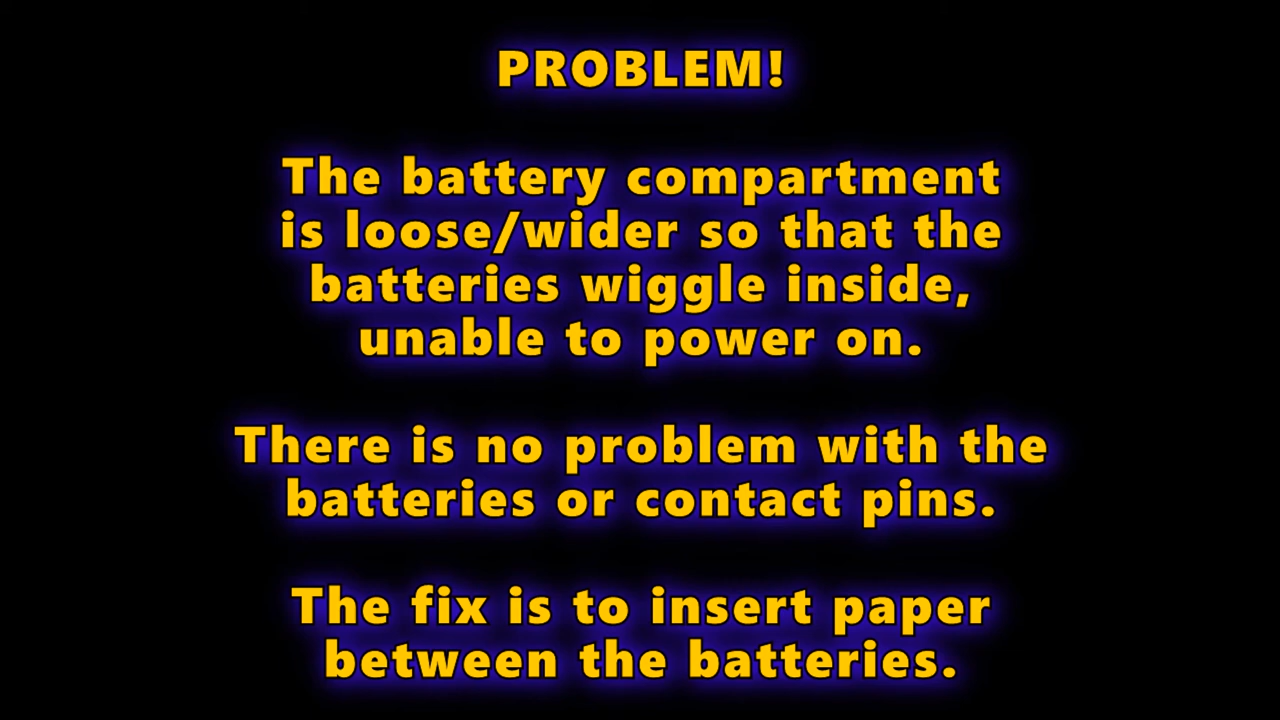 PROBLEM!
The battery compartment
is loose/wider so that the
batteries wiggle inside,
unable to power on.
There is no problem with the
batteries or contact pins.
The fix is to insert paper
between the batteries.